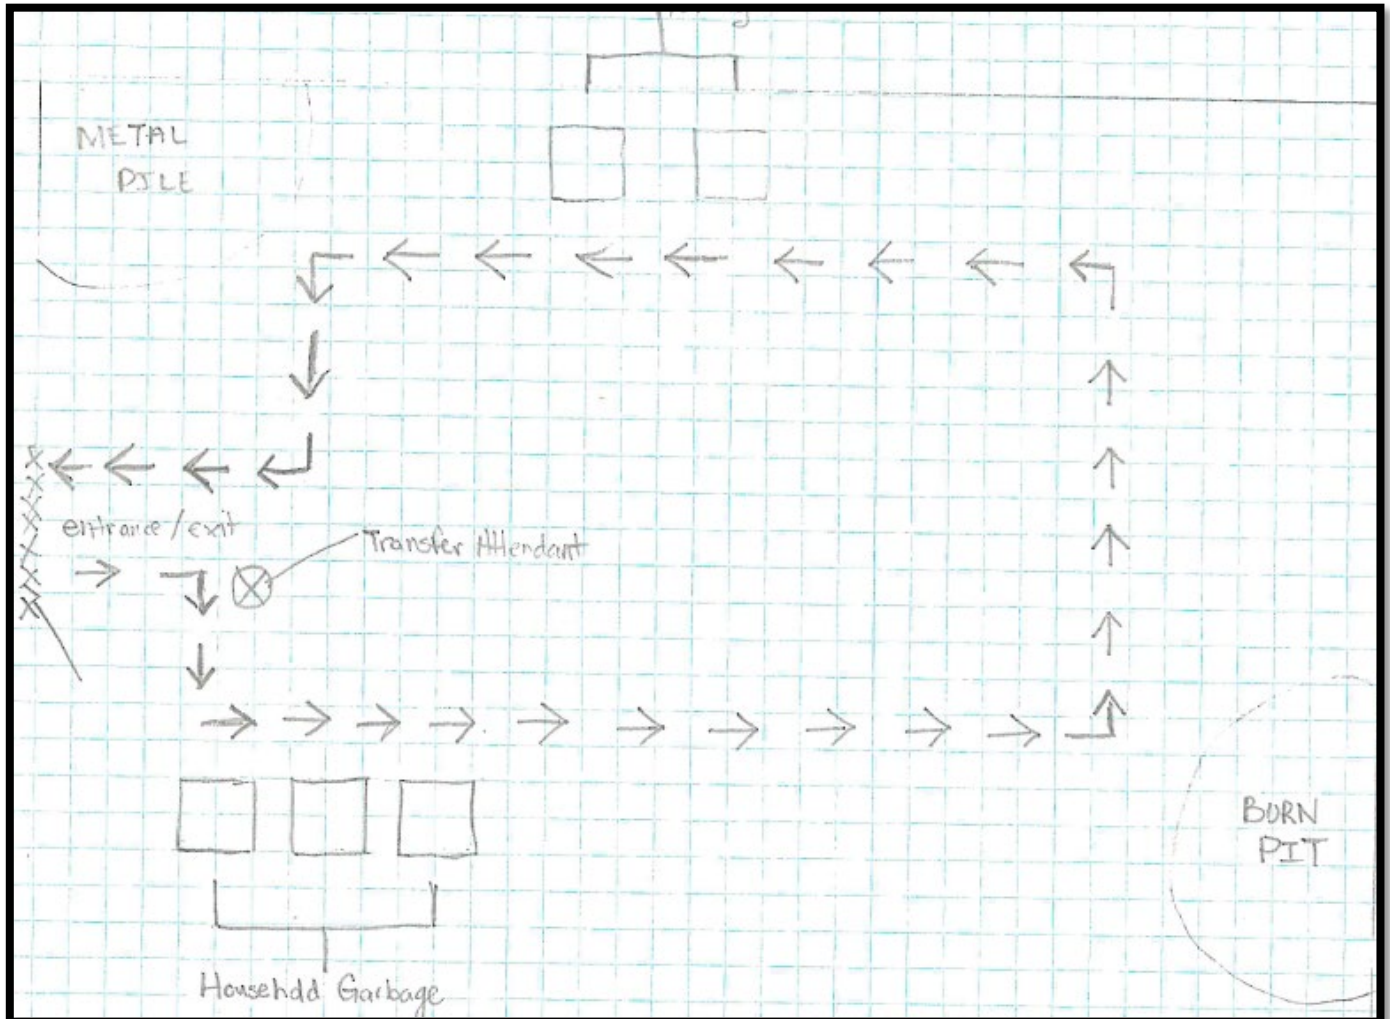 METAL
PILE
entrance/exit
Transfer Attendant
BURN
PIT
Household Garbage